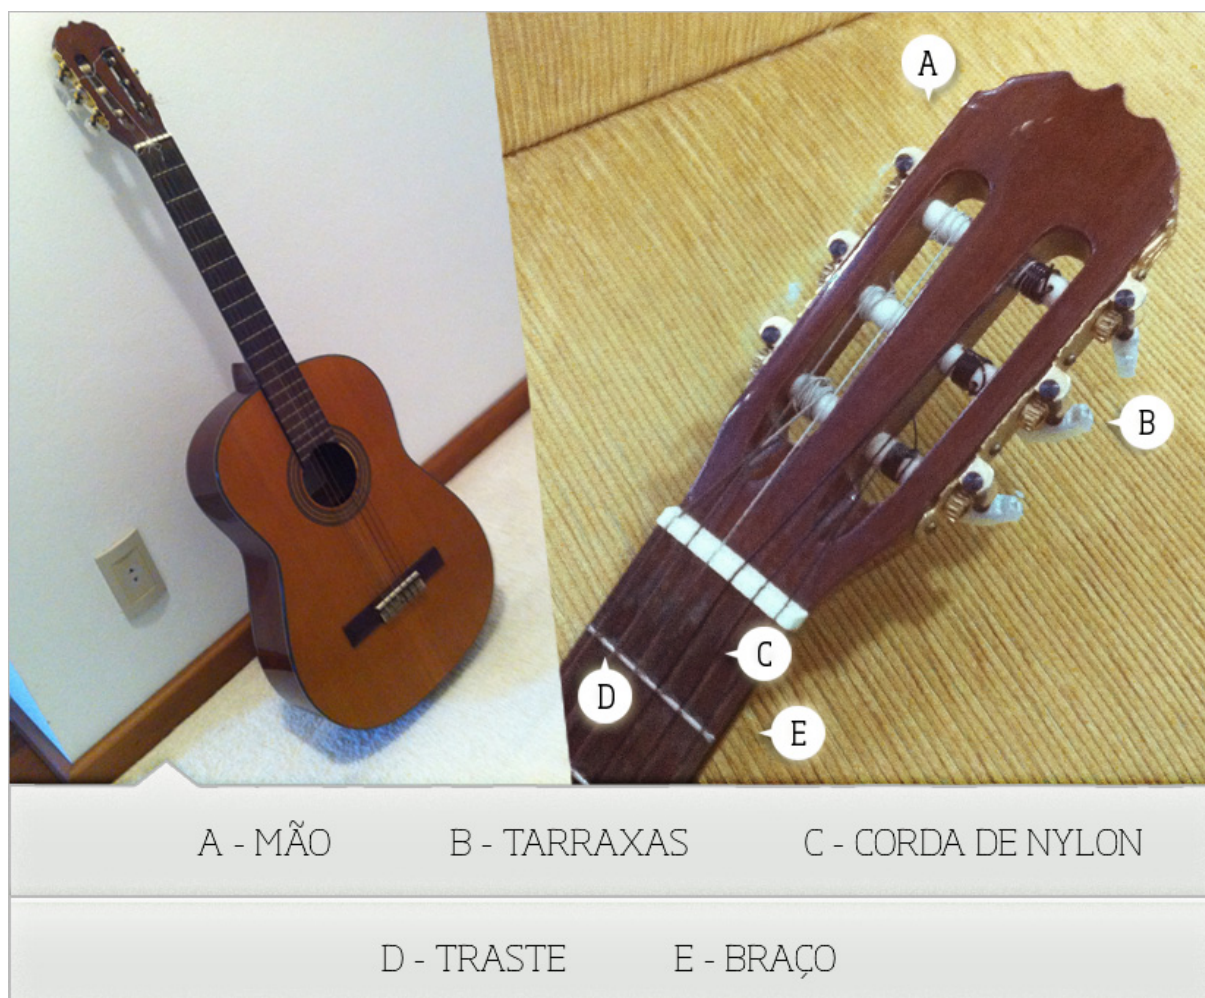 A
B
C
D
E
A - MÃO B - TARRAXAS C - CORDA DE NYLON
D - TRASTE E - BRAÇO